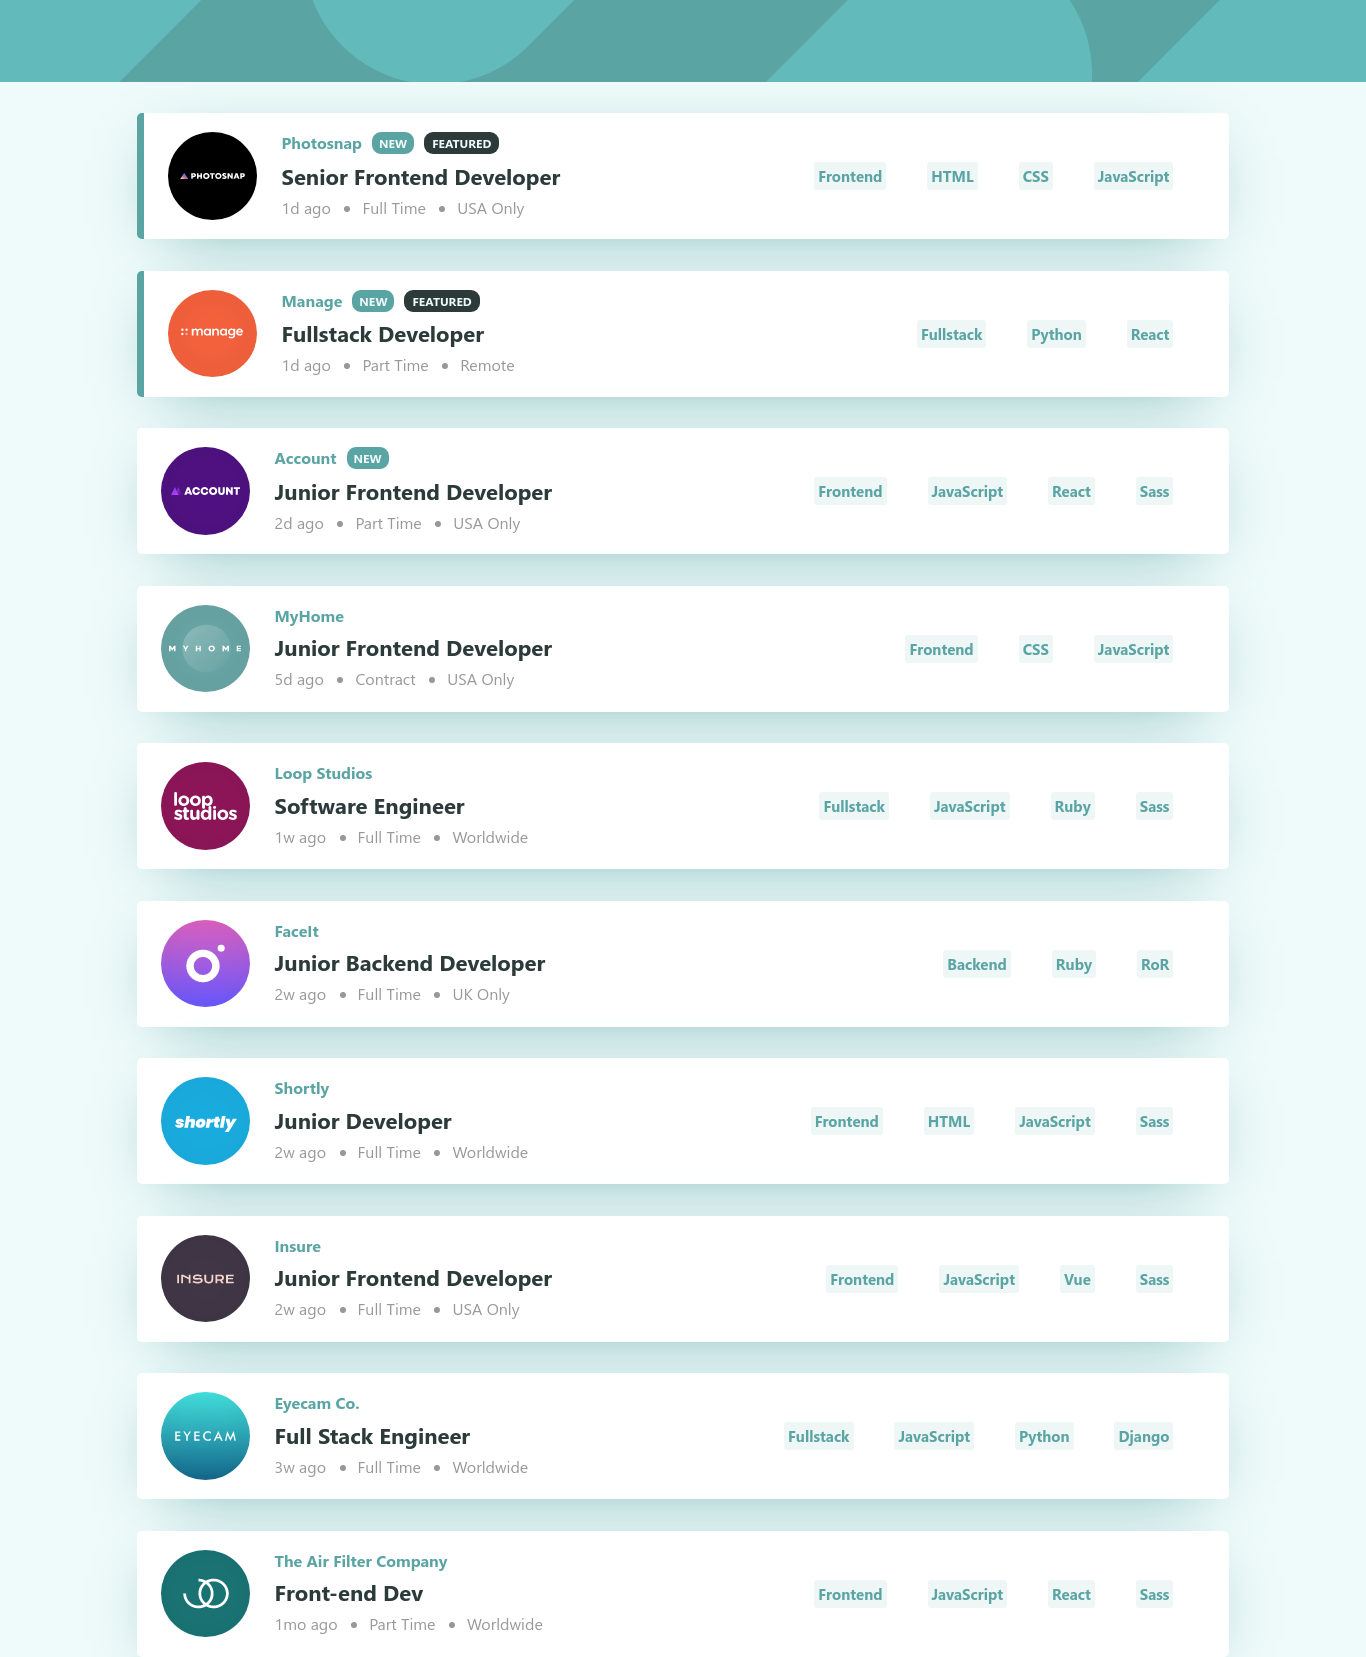 PHOTOSNAP
Photosnap NEW FEATURED
Senior Frontend Developer
1d ago • Full Time • USA Only
Frontend HTML CSS JavaScript
:: manage
Manage NEW FEATURED
Fullstack Developer
1d ago • Part Time • Remote
Fullstack Python React
ACCOUNT
Account NEW
Junior Frontend Developer
2d ago • Part Time • USA Only
Frontend JavaScript React Sass
MYHOME
MyHome
Junior Frontend Developer
5d ago • Contract • USA Only
Frontend CSS JavaScript
loop
studios
Loop Studios
Software Engineer
1w ago • Full Time • Worldwide
Fullstack JavaScript Ruby Sass
FaceIt
Junior Backend Developer
2w ago • Full Time • UK Only
Backend Ruby RoR
shortly
Shortly
Junior Developer
2w ago • Full Time • Worldwide
Frontend HTML JavaScript Sass
INSURE
Insure
Junior Frontend Developer
2w ago • Full Time • USA Only
Frontend JavaScript Vue Sass
EYECAM
Eyecam Co.
Full Stack Engineer
3w ago • Full Time • Worldwide
Fullstack JavaScript Python Django
The Air Filter Company
Front-end Dev
1mo ago • Part Time • Worldwide
Frontend JavaScript React Sass